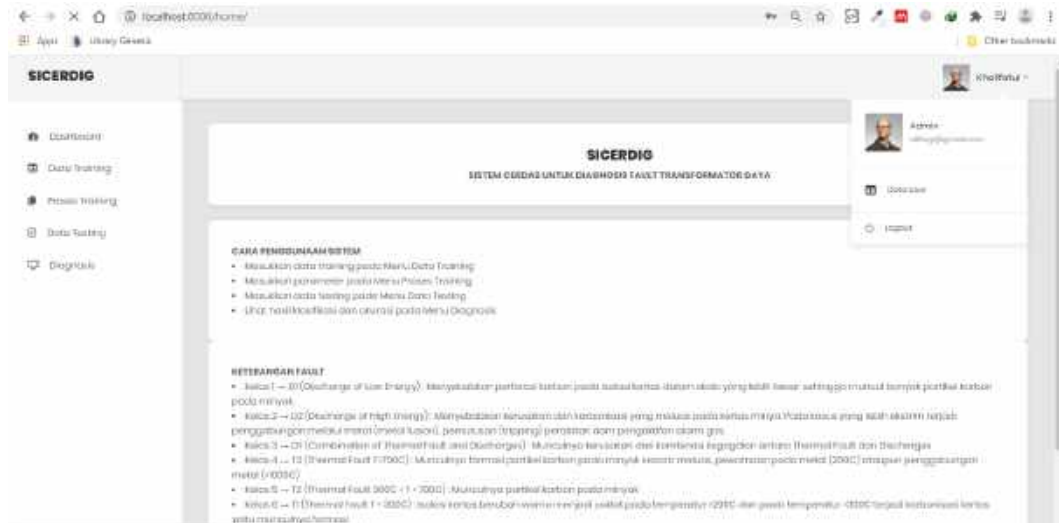 localhost:8000/home/
Apps Library Genesis Other bookmarks
SICERDIG
Khoilfatul
Dashboard
Data Training
Proses Training
Data Testing
Diagnosis
Admin
Data user
Logout
SICERDIG
SISTEM CERDAS UNTUK DIAGNOSIS FAULT TRANSFORMATOR DAYA
CARA PENGGUNAAN SISTEM
• Masukkan data training pada Menu Data Training
• Masukkan parameter pada Menu Proses Training
• Masukkan data testing pada Menu Data Testing
• Lihat hasil klasifikasi dan akurasi pada Menu Diagnosis
KETERANGAN FAULT
• Kelas 1 → D1 (Discharge of Low Energy) : Menyebabkan perforasi karbon pada isolasi kertas dalam skala yang lebih besar sehingga muncul banyak partikel karbon
pada minyak
• Kelas 2 → D2 (Discharge of High Energy) : Menyebabkan kerusakan dan karbonisasi yang meluas pada kertas minya. Pada kasus yang lebih ekstrim terjadi
penggabungan melalui metal (metal fusion), pemutusan (tripping) peralatan dan pengaktifan alarm gas
• Kelas 3 → DT (Combination of Thermal Fault and Discharges) : Munculnya kerusakan dan kombinasi kegagalan antara Thermal Fault dan Discharges
• Kelas 4 → T3 (Thermal Fault T>700C) : Munculnya formasi partikel karbon pada minyak secara meluas, pewarnaan pada metal (200C) ataupun penggabungan
metal (>1000C)
• Kelas 5 → T2 (Thermal Fault 300C < T < 700C) : Munculnya partikel karbon pada minyak
• Kelas 6 → T1 (Thermal Fault T < 300C) : Isolasi kertas berubah warna menjadi coklat pada temperatur >200C dan pada temperatur >300C terjadi karbonisasi kertas